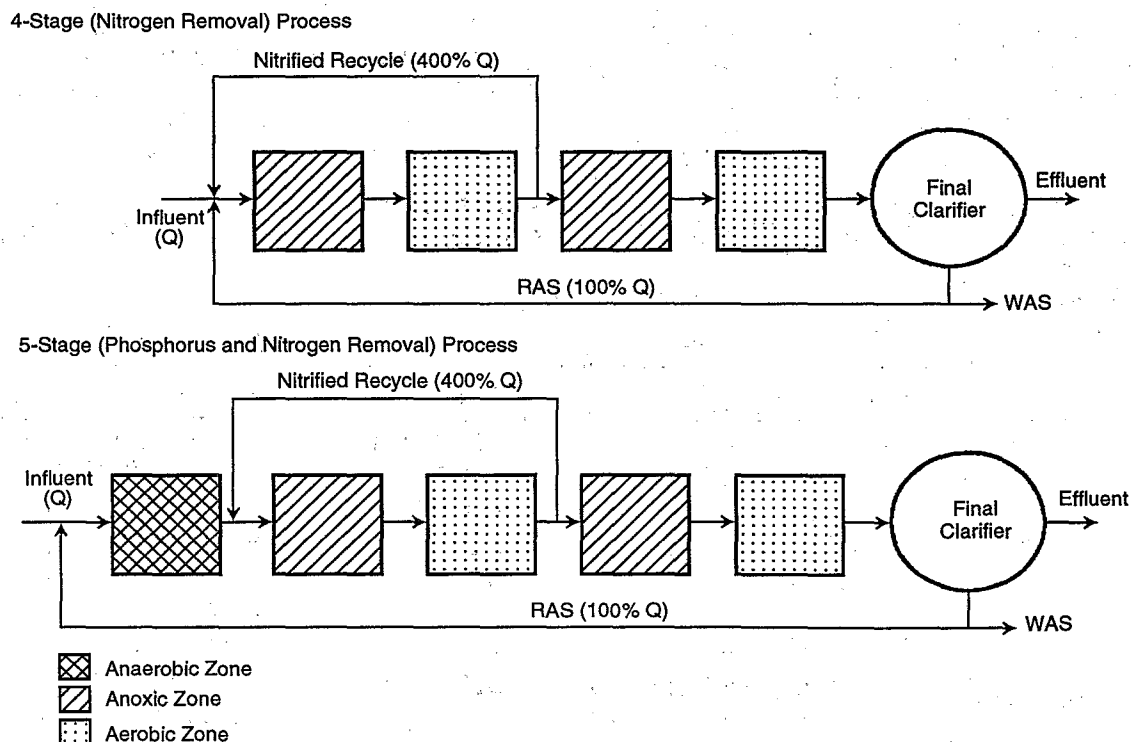 4-Stage (Nitrogen Removal) Process
Nitrified Recycle (400% Q)
Influent
(Q)
Final
Clarifier
Effluent
RAS (100% Q)
WAS
5-Stage (Phosphorus and Nitrogen Removal) Process
Nitrified Recycle (400% Q)
Influent
(Q)
Final
Clarifier
Effluent
RAS (100% Q)
WAS
Anaerobic Zone
Anoxic Zone
Aerobic Zone